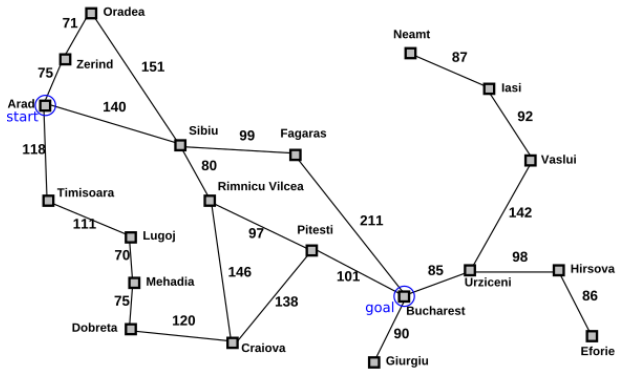 Oradea
71
Neamt
87
Zerind
151
75
Iasi
Arad
start
140
92
Sibiu
99
Fagaras
118
Vaslui
80
Timisoara
Rimnicu Vilcea
211
142
111
97
Pitesti
Lugoj
70
146
101
85
98
Hirsova
Mehadia
Urziceni
75
138
goal
Bucharest
86
120
90
Dobreta
Craiova
Giurgiu
Eforie